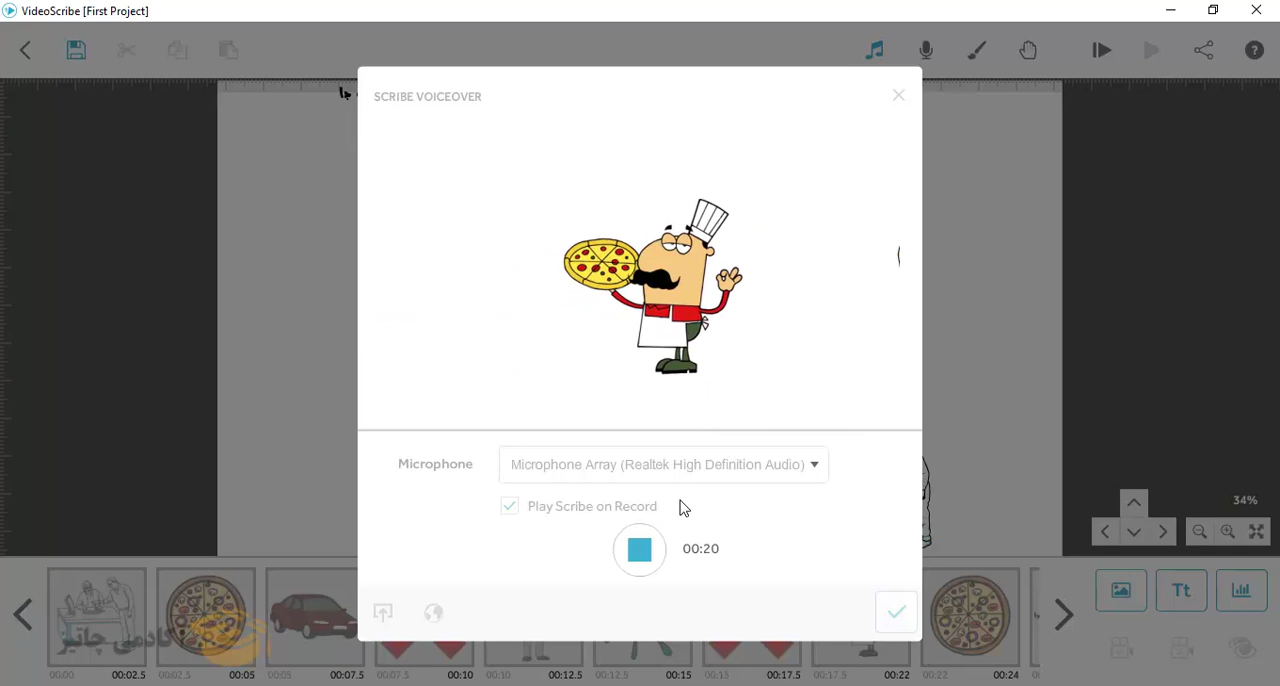 VideoScribe [First Project]
SCRIBE VOICEOVER
Microphone
Microphone Array (Realtek High Definition Audio)
Play Scribe on Record
00:20
34%
Tt
00:00 00:02.5 00:02.5 00:05 00:05 00:07.5 00:07.5 00:10 00:10 00:12.5 00:12.5 00:15 00:15 00:17.5 00:17.5 00:22 00:22 00:24